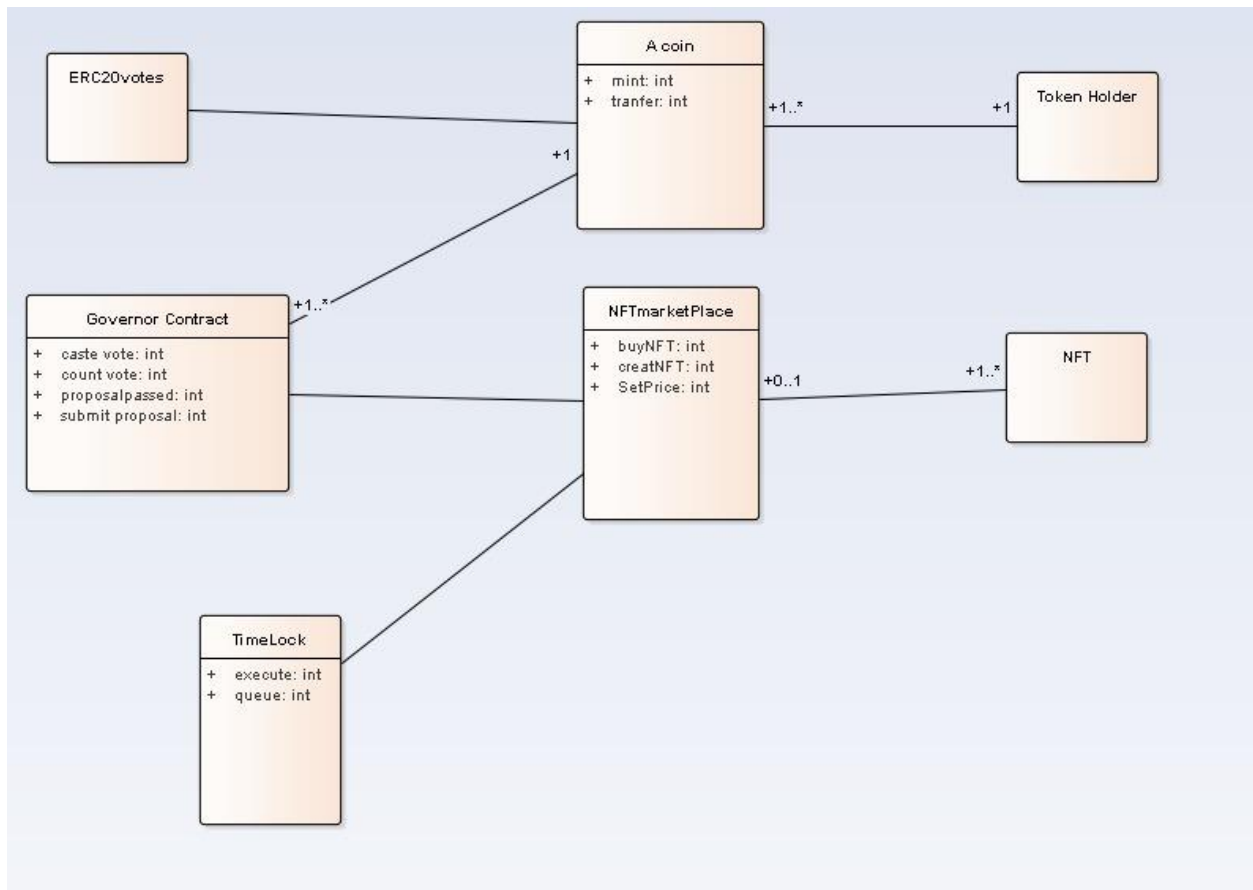 ERC20votes
A coin
+ mint: int
+ tranfer: int
+1..*
+1
Token Holder
+1
+1..*
Governor Contract
+ caste vote: int
+ count vote: int
+ proposalpassed: int
+ submit proposal: int
NFTmarketPlace
+ buyNFT: int
+ creatNFT: int
+ SetPrice: int
+0..1
+1..*
NFT
TimeLock
+ execute: int
+ queue: int